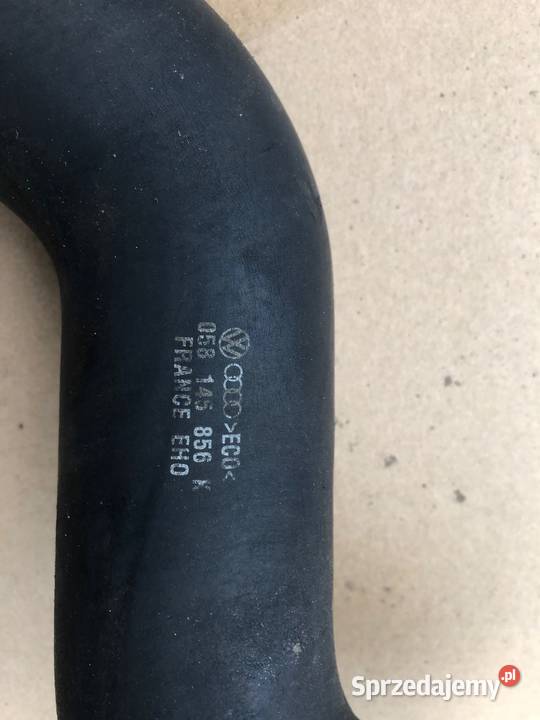 >ECO<
058 145 856 K
FRANCE EHO
Sprzedajemy.pl